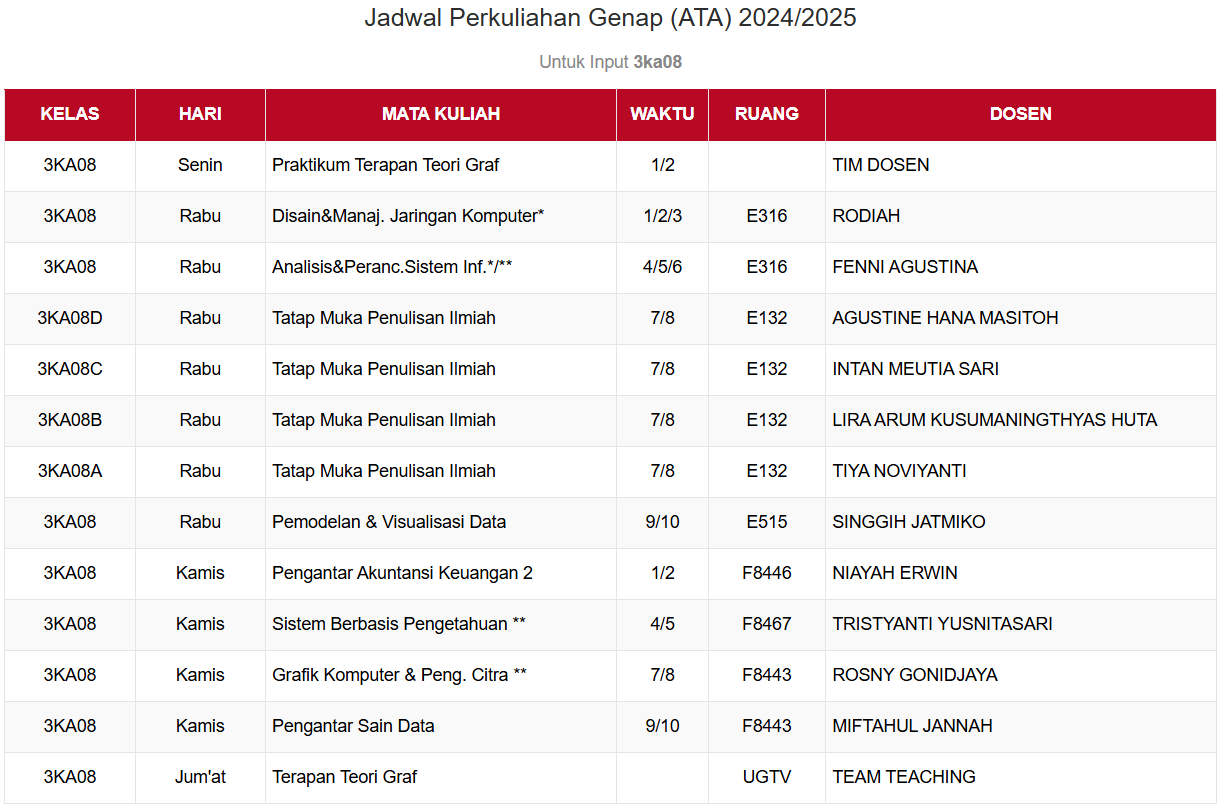 Jadwal Perkuliahan Genap (ATA) 2024/2025
Untuk Input 3ka08
KELAS HARI MATA KULIAH WAKTU RUANG DOSEN
3KA08 Senin Praktikum Terapan Teori Graf 1/2 TIM DOSEN
3KA08 Rabu Disain&Manaj. Jaringan Komputer* 1/2/3 E316 RODIAH
3KA08 Rabu Analisis&Peranc.Sistem Inf.*/** 4/5/6 E316 FENNI AGUSTINA
3KA08D Rabu Tatap Muka Penulisan Ilmiah 7/8 E132 AGUSTINE HANA MASITOH
3KA08C Rabu Tatap Muka Penulisan Ilmiah 7/8 E132 INTAN MEUTIA SARI
3KA08B Rabu Tatap Muka Penulisan Ilmiah 7/8 E132 LIRA ARUM KUSUMANINGTHYAS HUTA
3KA08A Rabu Tatap Muka Penulisan Ilmiah 7/8 E132 TIYA NOVIYANTI
3KA08 Rabu Pemodelan & Visualisasi Data 9/10 E515 SINGGIH JATMIKO
3KA08 Kamis Pengantar Akuntansi Keuangan 2 1/2 F8446 NIAYAH ERWIN
3KA08 Kamis Sistem Berbasis Pengetahuan ** 4/5 F8467 TRISTYANTI YUSNITASARI
3KA08 Kamis Grafik Komputer & Peng. Citra ** 7/8 F8443 ROSNY GONIDJAYA
3KA08 Kamis Pengantar Sain Data 9/10 F8443 MIFTAHUL JANNAH
3KA08 Jum'at Terapan Teori Graf UGTV TEAM TEACHING